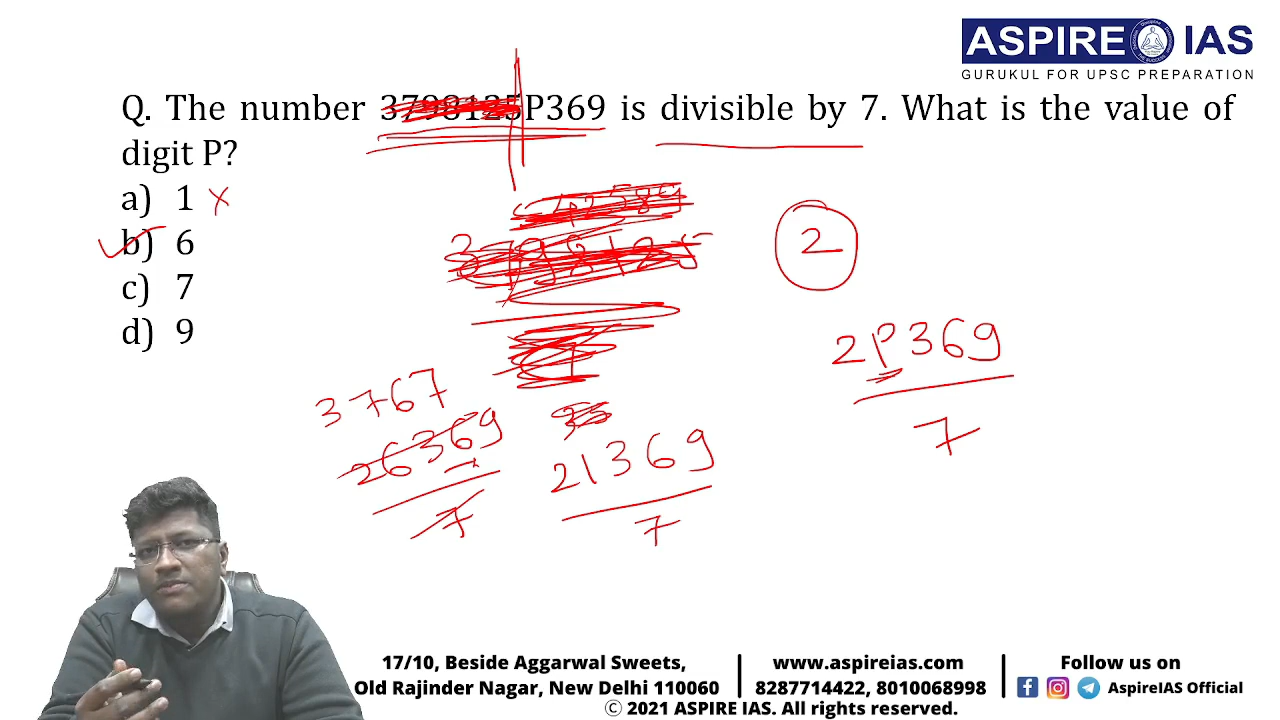 ASPIRE IAS
GURUKUL FOR UPSC PREPARATION
Q. The number 3798125P369 is divisible by 7. What is the value of
digit P?
a) 1 x
b) 6
c) 7
d) 9
3798125
2
2P369
7
3767
26369
7
21369
7
17/10, Beside Aggarwal Sweets,
Old Rajinder Nagar, New Delhi 110060
www.aspireias.com
8287714422, 8010068998
Follow us on
AspireIAS Official
Ⓒ 2021 ASPIRE IAS. All rights reserved.